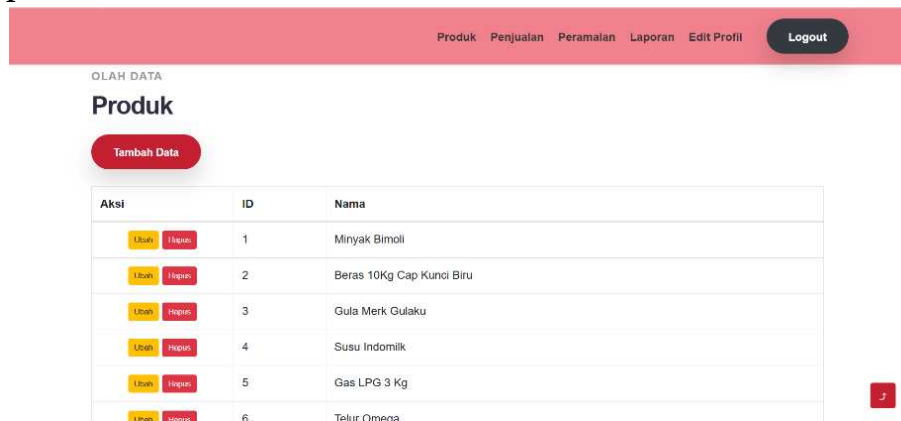 Produk Penjualan Peramalan Laporan Edit Profil Logout
OLAH DATA
Produk
Tambah Data
Aksi ID Nama
Ubah Hapus 1 Minyak Bimoli
Ubah Hapus 2 Beras 10Kg Cap Kunci Biru
Ubah Hapus 3 Gula Merk Gulaku
Ubah Hapus 4 Susu Indomilk
Ubah Hapus 5 Gas LPG 3 Kg
Ubah Hapus 6 Telur Omega